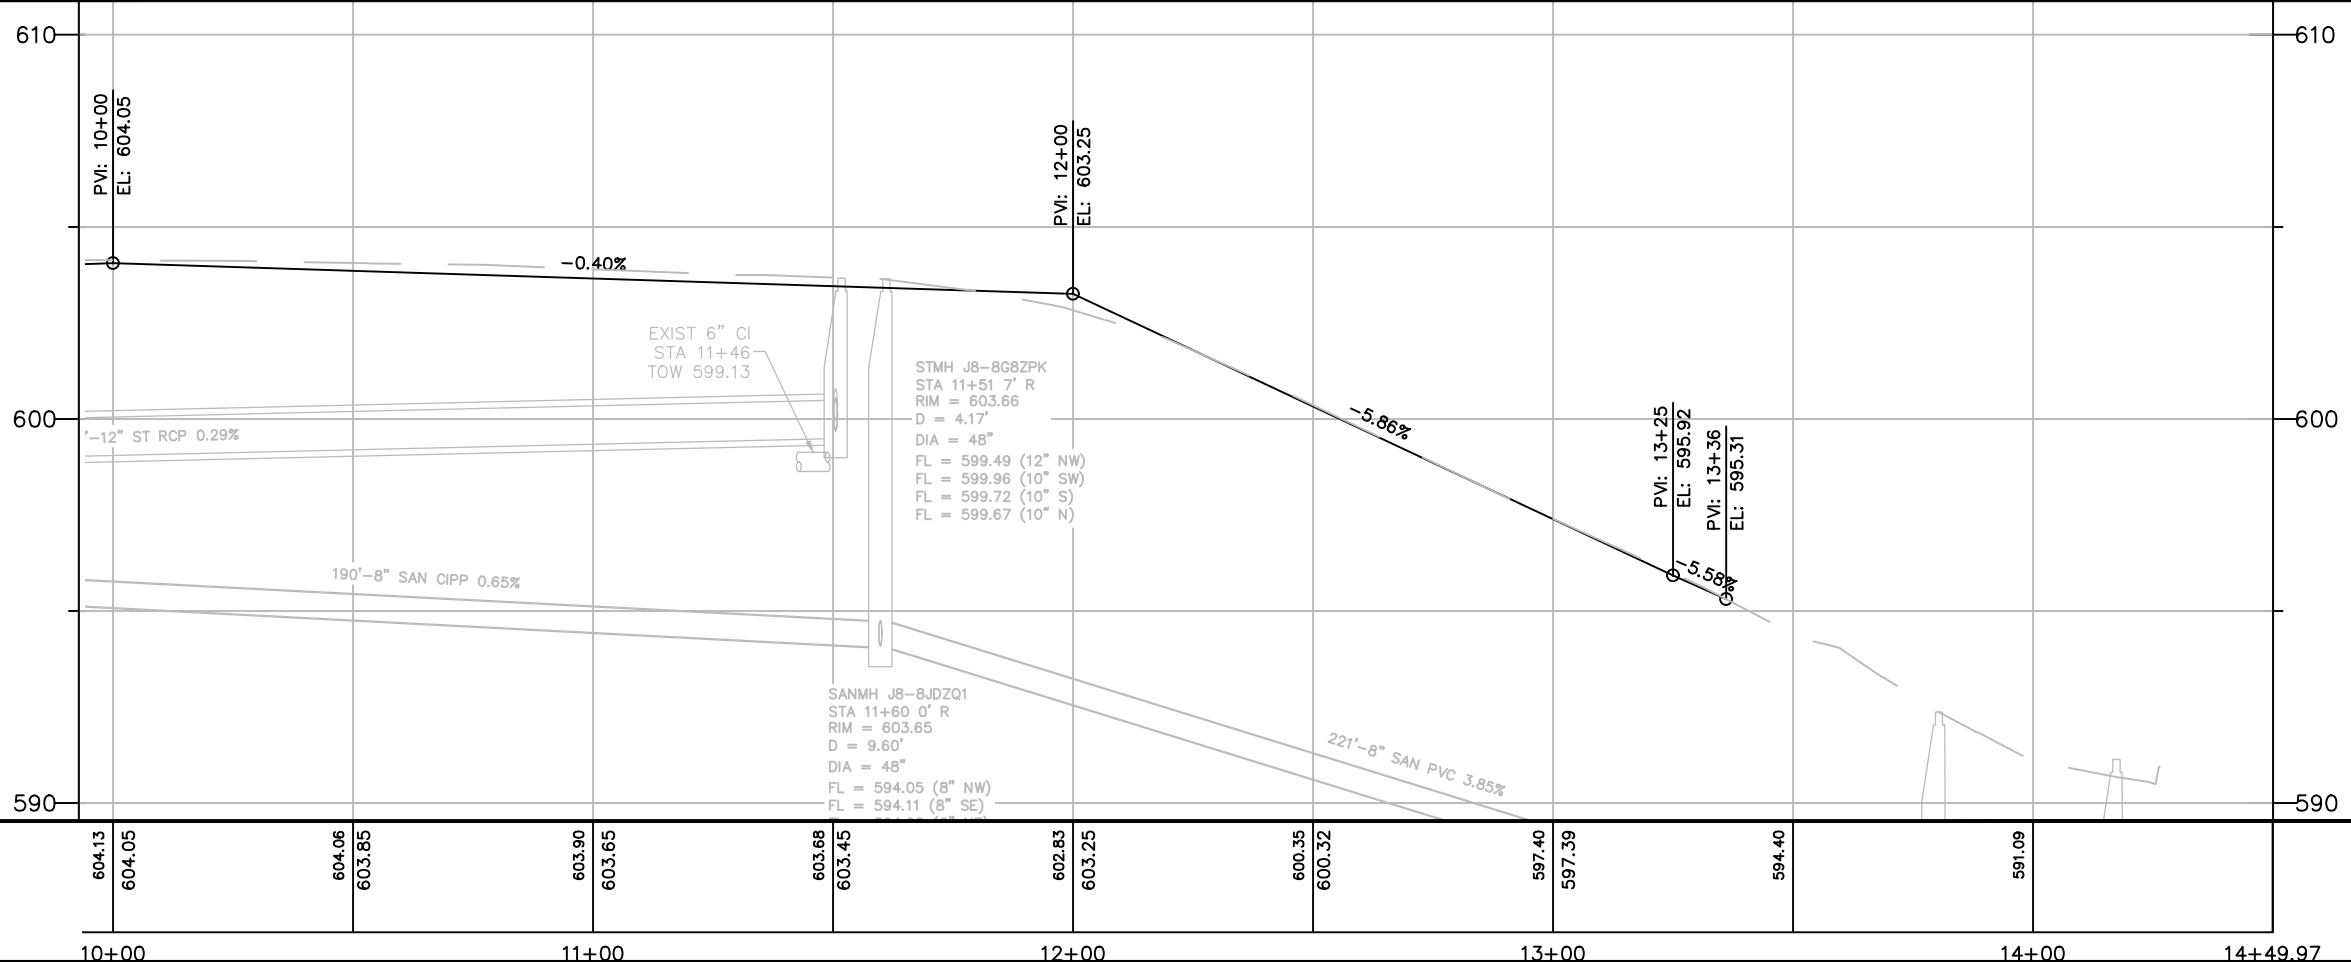 610
610
PVI: 10+00
EL: 604.05
PVI: 12+00
EL: 603.25
-0.40%
EXIST 6" CI
STA 11+46
TOW 599.13
STMH J8-8G8ZPK
STA 11+51 7' R
RIM = 603.66
D = 4.17'
DIA = 48"
FL = 599.49 (12" NW)
FL = 599.96 (10" SW)
FL = 599.72 (10" S)
FL = 599.67 (10" N)
-5.86%
PVI: 13+25
EL: 595.92
PVI: 13+36
EL: 595.31
-5.58%
600
600
'-12" ST RCP 0.29%
190'-8" SAN CIPP 0.65%
SANMH J8-8JDZQ1
STA 11+60 0' R
RIM = 603.65
D = 9.60'
DIA = 48"
FL = 594.05 (8" NW)
FL = 594.11 (8" SE)
221'-8" SAN PVC 3.85%
590
590
604.13
604.05
604.06
603.85
603.90
603.65
603.68
603.45
602.83
603.25
600.35
600.32
597.40
597.39
594.40
591.09
10+00
11+00
12+00
13+00
14+00
14+49.97